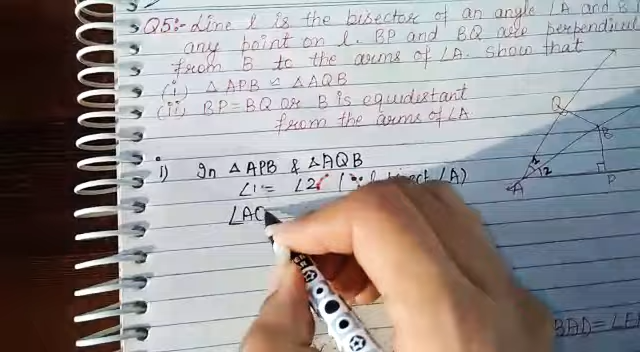 Q5:- Line l is the bisector of an angle ∠A and B is
any point on l. BP and BQ are perpendicul
from B to the arms of ∠A. Show that
(i) △APB ≅ △AQB
(ii) BP=BQ or B is equidistant
from the arms of ∠A
Q
B
A
1
2
P
i) In △APB & △AQB
∠1 = ∠2 (∵ l bisect ∠A)
∠AQ
BAD = ∠E